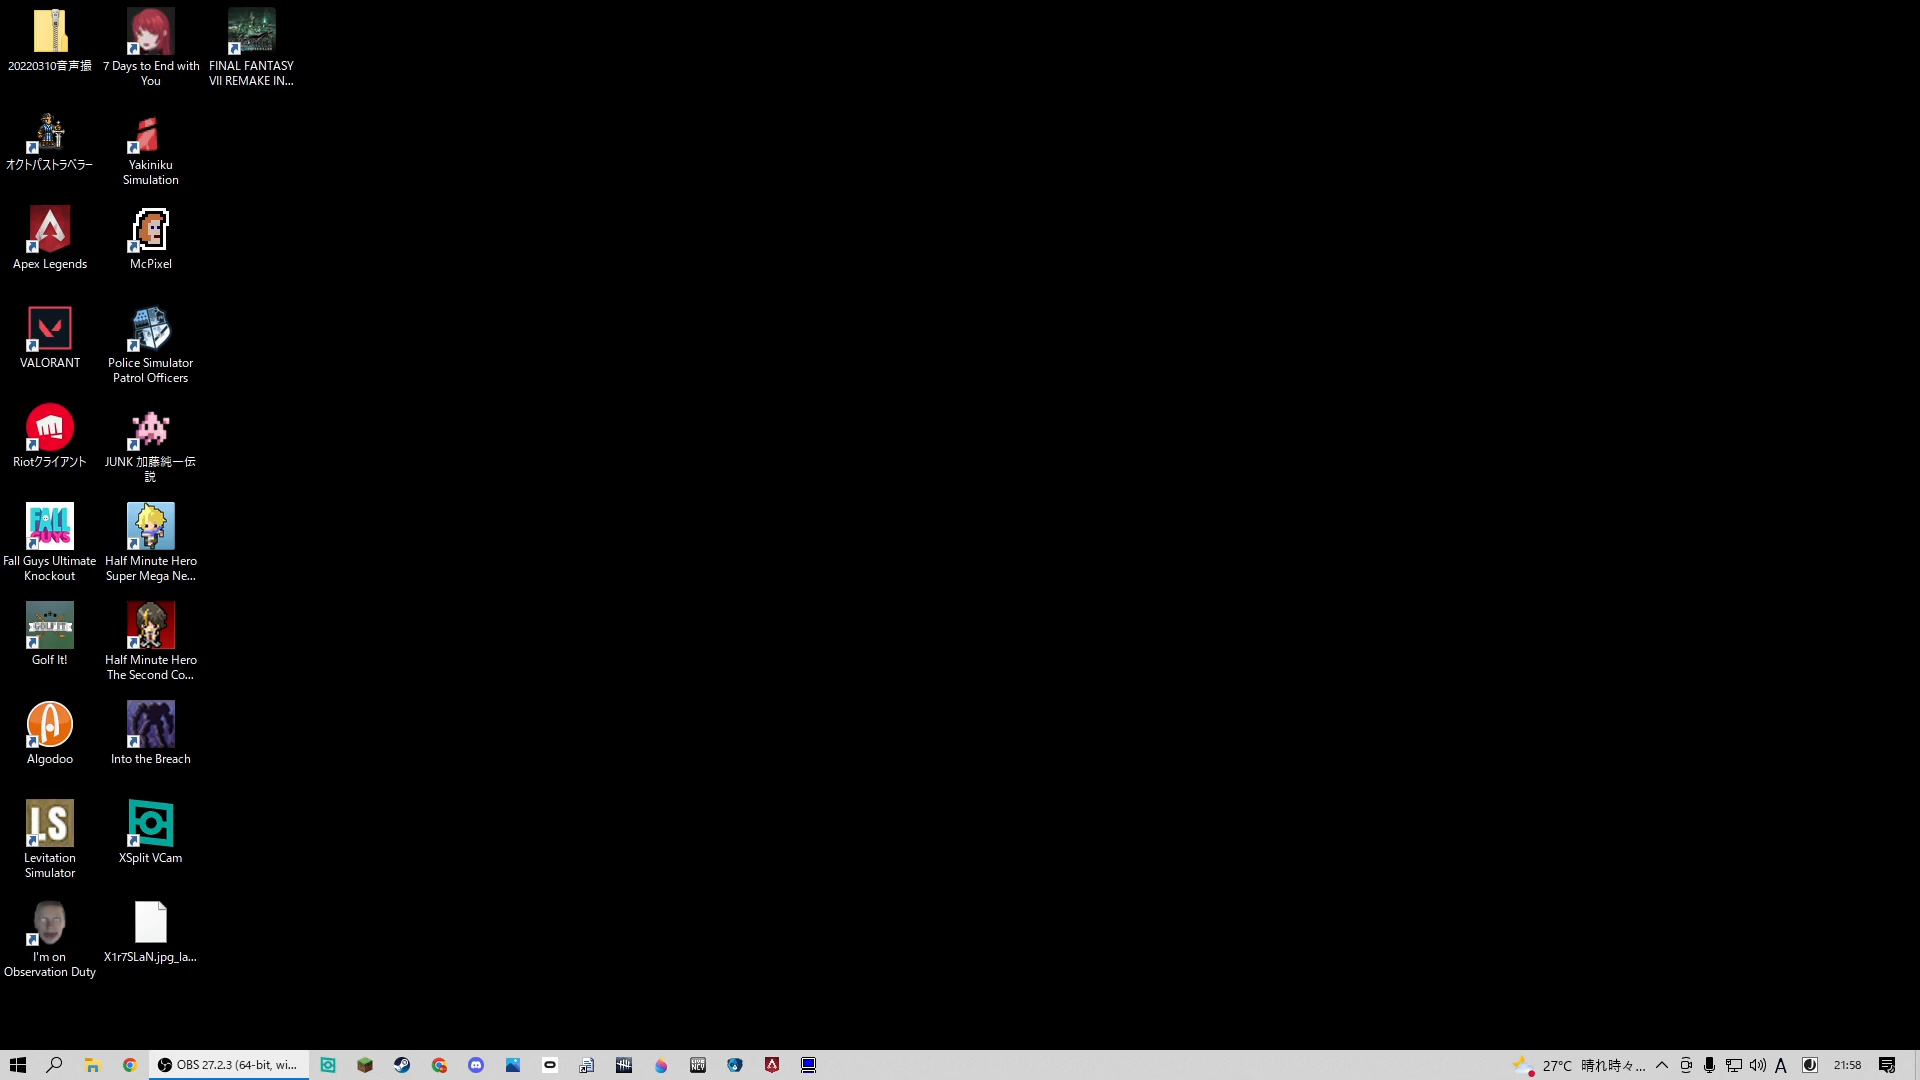 20220310音声撮
7 Days to End with
You
FINAL FANTASY
VII REMAKE IN...
オクトパストラベラー
Yakiniku
Simulation
Apex Legends
McPixel
VALORANT
Police Simulator
Patrol Officers
Riotクライアント
JUNK 加藤純一伝
説
FALL
GUYS
Fall Guys Ultimate
Knockout
Half Minute Hero
Super Mega Ne...
GOLF IT
Golf It!
Half Minute Hero
The Second Co...
Algodoo
Into the Breach
LS
Levitation
Simulator
XSplit VCam
I'm on
Observation Duty
X1r7SLaN.jpg_la...
OBS 27.2.3 (64-bit, wi...
27°C 晴れ時々...
A
21:58